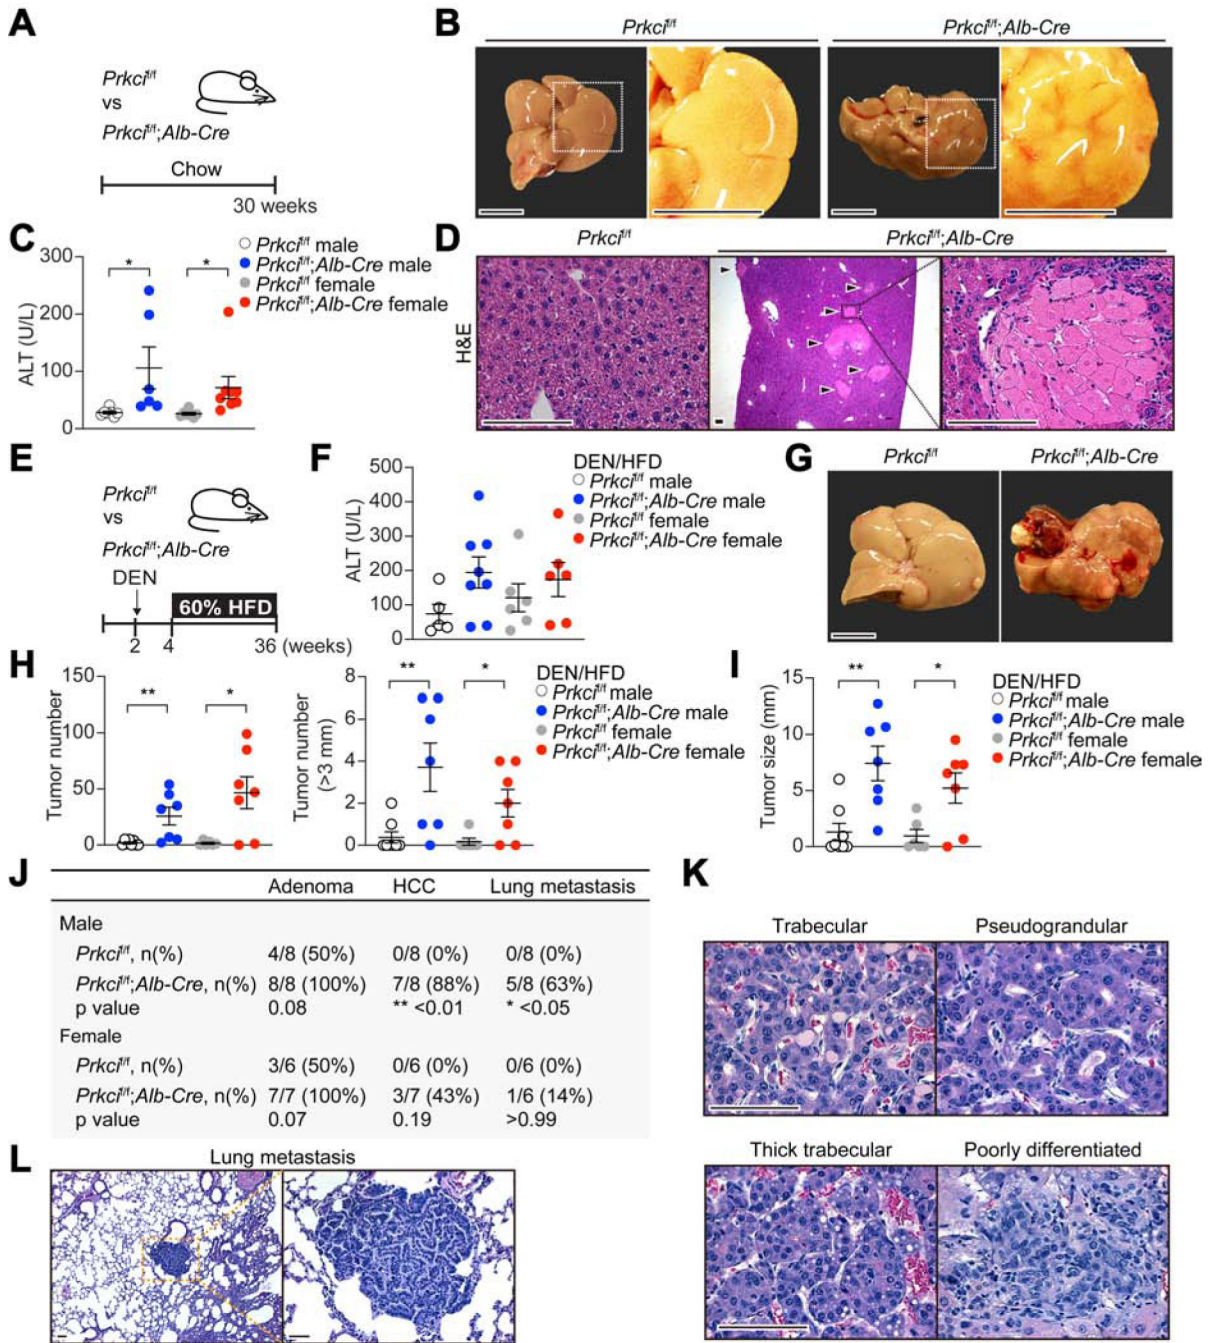 A
Prkci^f/f
vs
Prkci^f/f;Alb-Cre
Chow
30 weeks
B
Prkci^f/f
Prkci^f/f;Alb-Cre
C
Prkci^f/f male
Prkci^f/f;Alb-Cre male
Prkci^f/f female
Prkci^f/f;Alb-Cre female
ALT (U/L)
300
200
100
0
*
*
D
Prkci^f/f
Prkci^f/f;Alb-Cre
H&E
E
Prkci^f/f
vs
Prkci^f/f;Alb-Cre
DEN
60% HFD
2 4 36 (weeks)
F
ALT (U/L)
500
400
300
200
100
0
DEN/HFD
Prkci^f/f male
Prkci^f/f;Alb-Cre male
Prkci^f/f female
Prkci^f/f;Alb-Cre female
G
Prkci^f/f
Prkci^f/f;Alb-Cre
H
Tumor number
150
100
50
0
**
*
Tumor number
(>3 mm)
8
6
4
2
0
**
*
DEN/HFD
Prkci^f/f male
Prkci^f/f;Alb-Cre male
Prkci^f/f female
Prkci^f/f;Alb-Cre female
I
Tumor size (mm)
15
10
5
0
**
*
DEN/HFD
Prkci^f/f male
Prkci^f/f;Alb-Cre male
Prkci^f/f female
Prkci^f/f;Alb-Cre female
J
Adenoma HCC Lung metastasis
Male
Prkci^f/f, n(%) 4/8 (50%) 0/8 (0%) 0/8 (0%)
Prkci^f/f;Alb-Cre, n(%) 8/8 (100%) 7/8 (88%) 5/8 (63%)
p value 0.08 ** <0.01 * <0.05
Female
Prkci^f/f, n(%) 3/6 (50%) 0/6 (0%) 0/6 (0%)
Prkci^f/f;Alb-Cre, n(%) 7/7 (100%) 3/7 (43%) 1/6 (14%)
p value 0.07 0.19 >0.99
K
Trabecular
Pseudograndular
Thick trabecular
Poorly differentiated
L
Lung metastasis